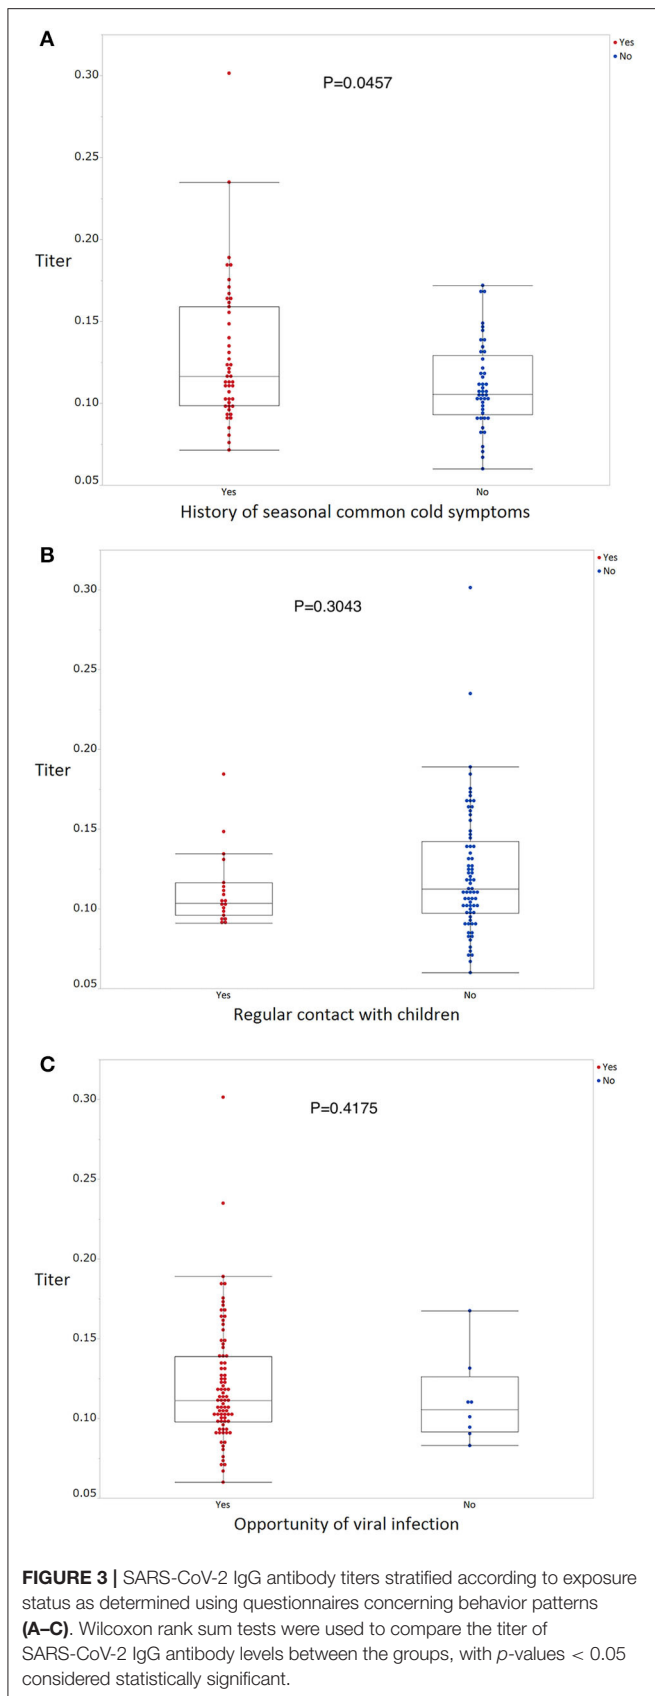 A
Yes
No
P=0.0457
0.30
0.25
0.20
Titer
0.15
0.10
0.05
Yes
No
History of seasonal common cold symptoms
B
Yes
No
P=0.3043
0.30
0.25
0.20
Titer
0.15
0.10
0.05
Yes
No
Regular contact with children
C
Yes
No
P=0.4175
0.30
0.25
0.20
Titer
0.15
0.10
0.05
Yes
No
Opportunity of viral infection
FIGURE 3 | SARS-CoV-2 IgG antibody titers stratified according to exposure
status as determined using questionnaires concerning behavior patterns
(A–C). Wilcoxon rank sum tests were used to compare the titer of
SARS-CoV-2 IgG antibody levels between the groups, with p-values < 0.05
considered statistically significant.